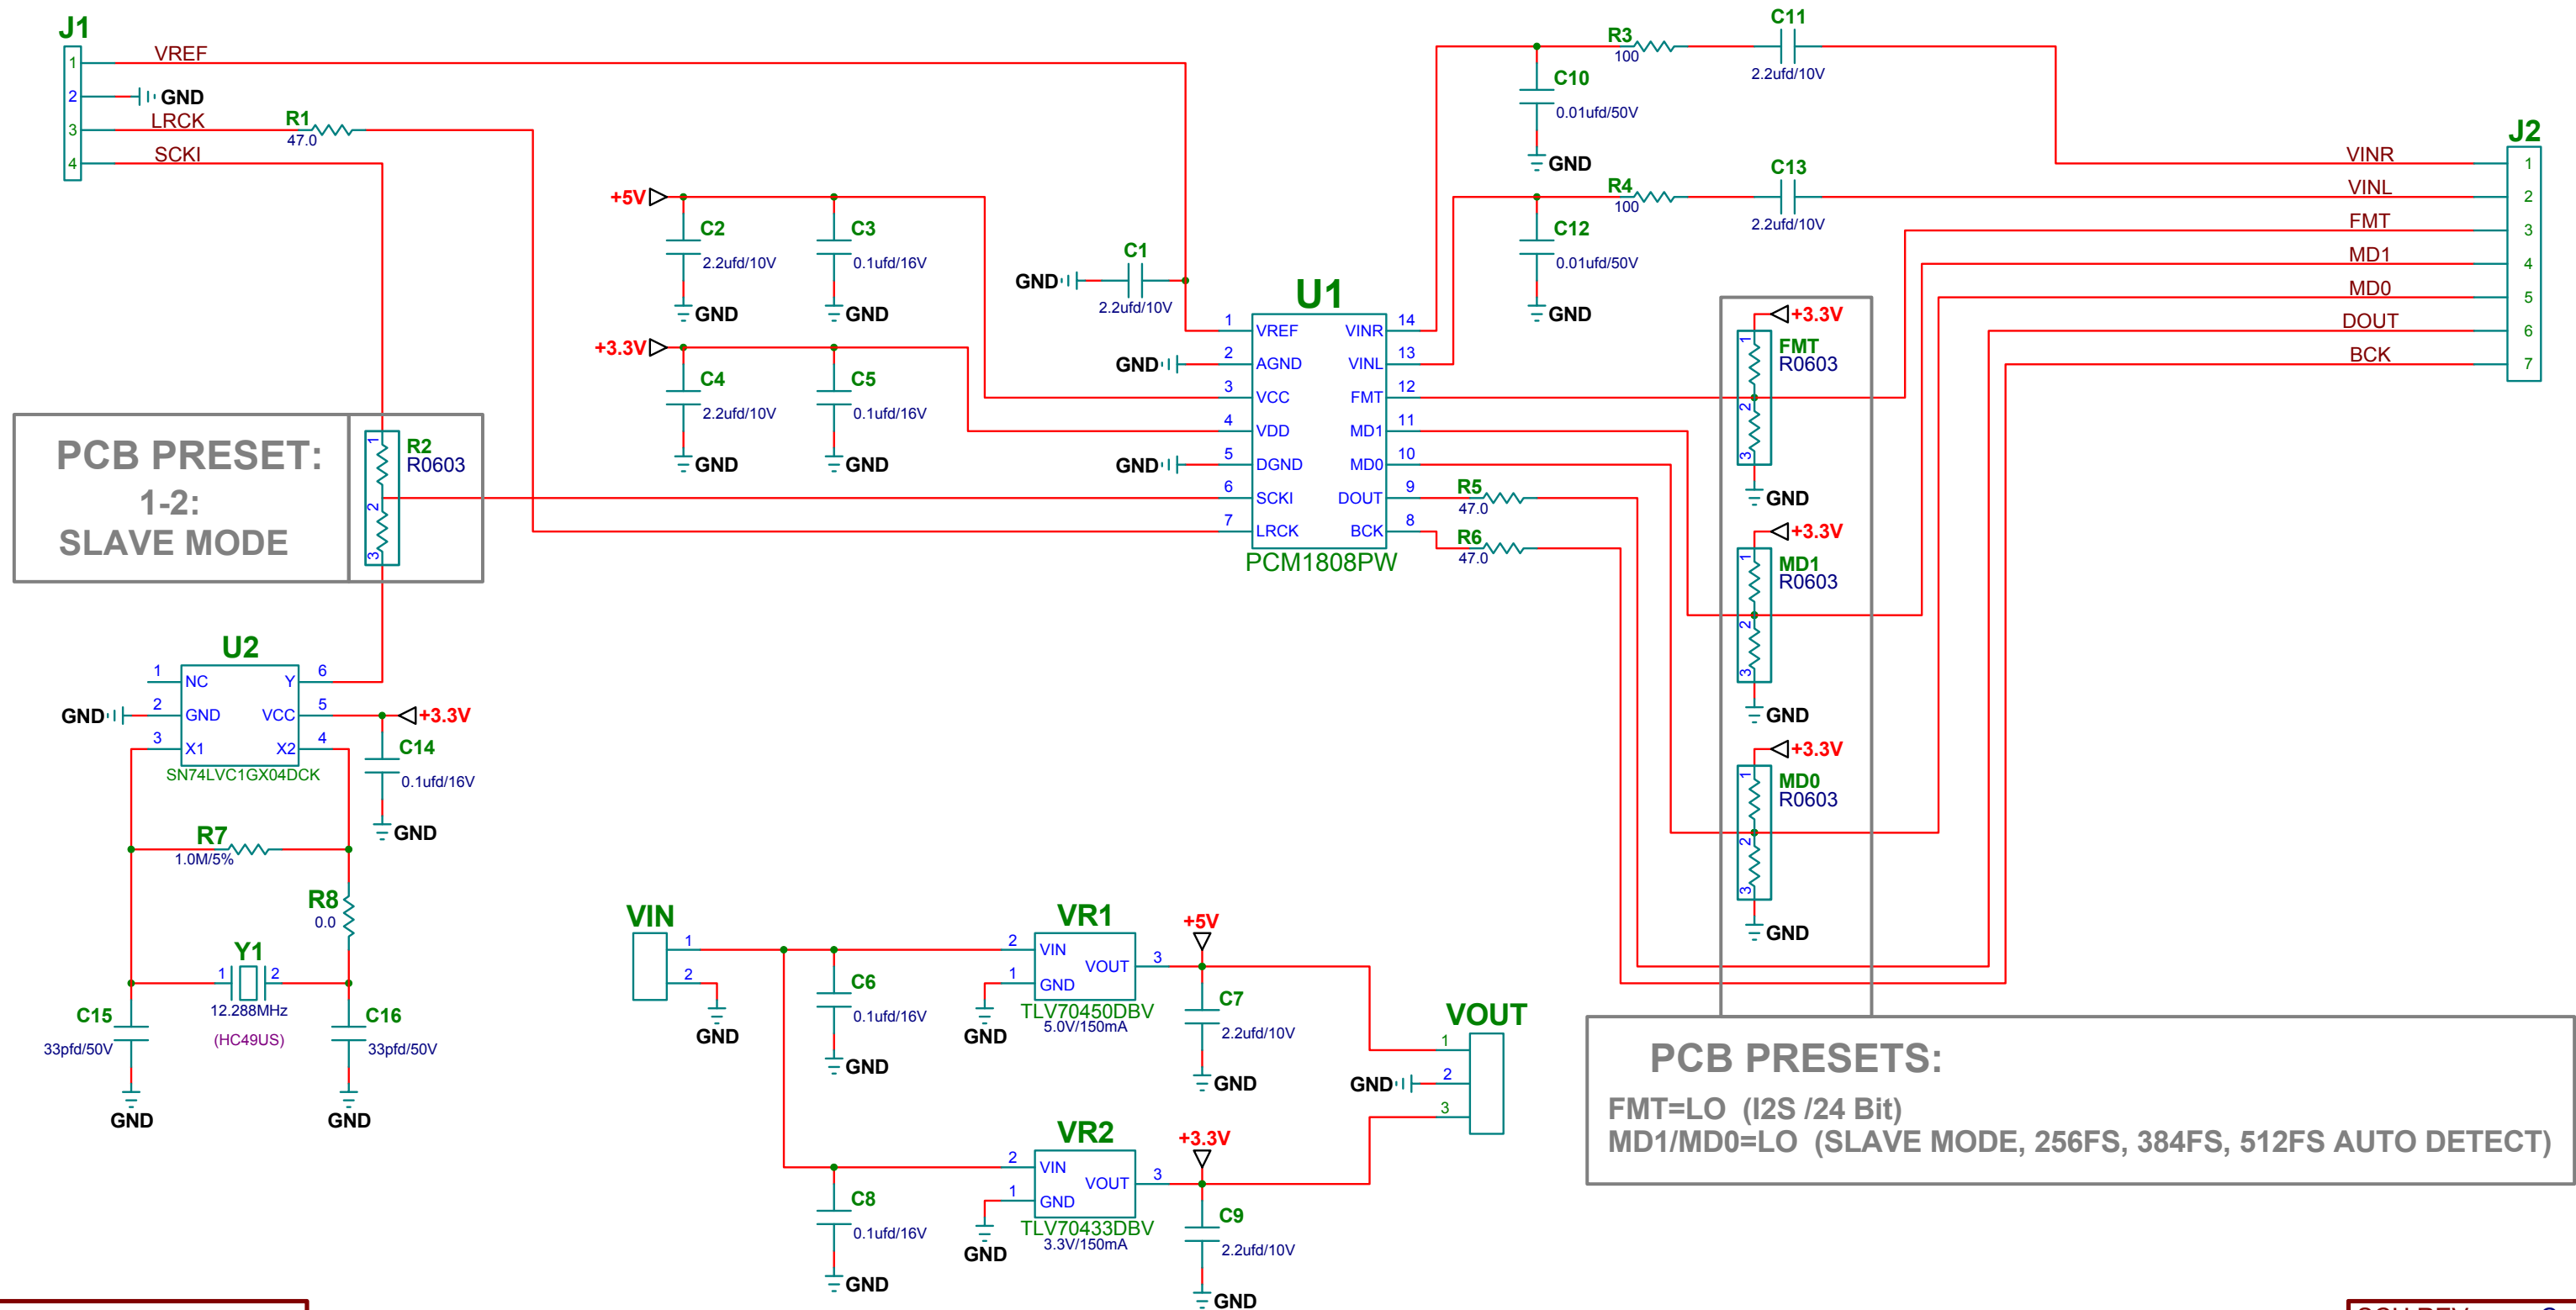 J1
1 VREF
2 GND
3 LRCK
4 SCKI
R1
47.0
PCB PRESET:
1-2:
SLAVE MODE
1
2
3
R2
R0603
+5V
C2
2.2ufd/10V
GND
C3
0.1ufd/16V
GND
+3.3V
C4
2.2ufd/10V
GND
C5
0.1ufd/16V
GND
GND
C1
2.2ufd/10V
U1
1 VREF
GND 2 AGND
3 VCC
4 VDD
GND 5 DGND
6 SCKI
7 LRCK
VINR 14
VINL 13
FMT 12
MD1 11
MD0 10
DOUT 9
BCK 8
PCM1808PW
R3
100
C11
2.2ufd/10V
C10
0.01ufd/50V
GND
R4
100
C13
2.2ufd/10V
C12
0.01ufd/50V
GND
R5
47.0
R6
47.0
J2
VINR 1
VINL 2
FMT 3
MD1 4
MD0 5
DOUT 6
BCK 7
+3.3V
1
2
3
FMT
R0603
GND
+3.3V
1
2
3
MD1
R0603
GND
+3.3V
1
2
3
MD0
R0603
GND
U2
1 NC
GND 2 GND
3 X1
Y 6
VCC 5 +3.3V
X2 4
SN74LVC1GX04DCK
C14
0.1ufd/16V
GND
R7
1.0M/5%
R8
0.0
Y1
1 2
12.288MHz
(HC49US)
C15
33pfd/50V
GND
C16
33pfd/50V
GND
VIN
1
2
GND
C6
0.1ufd/16V
GND
VR1
2 VIN
1 GND
VOUT 3
GND
TLV70450DBV
5.0V/150mA
+5V
C7
2.2ufd/10V
GND
C8
0.1ufd/16V
GND
VR2
2 VIN
1 GND
VOUT 3
GND
TLV70433DBV
3.3V/150mA
+3.3V
C9
2.2ufd/10V
GND
VOUT
1
GND 2
3
PCB PRESETS:
FMT=LO (I2S /24 Bit)
MD1/MD0=LO (SLAVE MODE, 256FS, 384FS, 512FS AUTO DETECT)